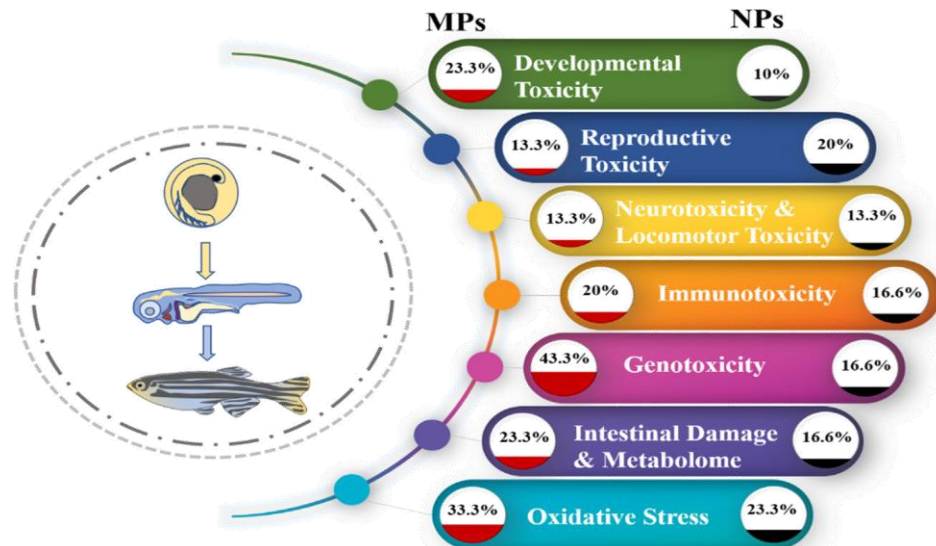 MPs NPs
23.3% Developmental 10%
Toxicity
13.3% Reproductive 20%
Toxicity
13.3% Neurotoxicity & 13.3%
Locomotor Toxicity
20% Immunotoxicity 16.6%
43.3% Genotoxicity 16.6%
23.3% Intestinal Damage 16.6%
& Metabolome
33.3% Oxidative Stress 23.3%